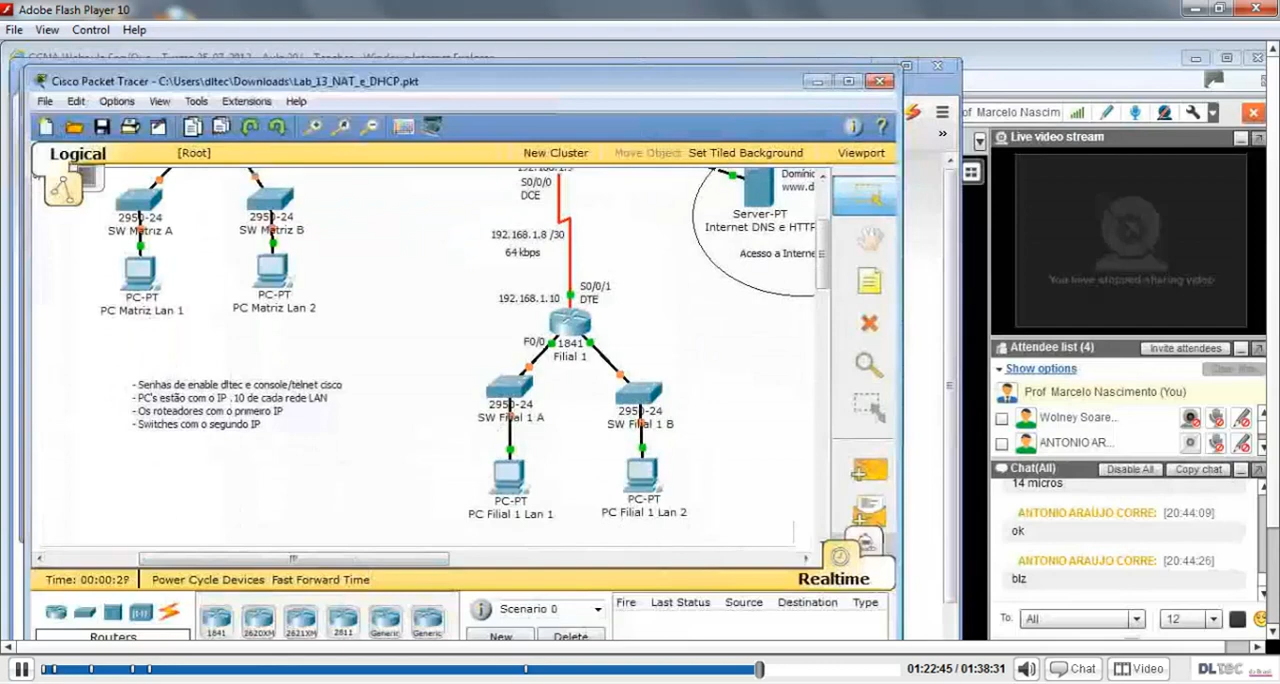 Adobe Flash Player 10
File View Control Help
Cisco Packet Tracer - C:\Users\dltec\Downloads\Lab_13_NAT_e_DHCP.pkt
File Edit Options View Tools Extensions Help
Logical [Root] New Cluster Move Object Set Tiled Background Viewport
S0/0/0
DCE
192.168.1.8 /30
64 kbps
Domíni
www.d
Server-PT
Internet DNS e HTTP
Acesso a Interne
2950-24
SW Matriz A
2950-24
SW Matriz B
PC-PT
PC Matriz Lan 1
PC-PT
PC Matriz Lan 2
S0/0/1
DTE
192.168.1.10
F0/0
1841
Filial 1
- Senhas de enable dltec e console/telnet cisco
- PC's estão com o IP .10 de cada rede LAN
- Os roteadores com o primeiro IP
- Switches com o segundo IP
2950-24
SW Filial 1 A
2950-24
SW Filial 1 B
PC-PT
PC Filial 1 Lan 1
PC-PT
PC Filial 1 Lan 2
Time: 00:00:29 Power Cycle Devices Fast Forward Time
Realtime
Routers
1841 2620XM 2621XM 2811 Generic Generic
Scenario 0
New Delete
Fire Last Status Source Destination Type
of Marcelo Nascim
Live video stream
You have stopped sharing video
Attendee list (4) Invite attendees
Show options
Prof Marcelo Nascimento (You)
Wolney Soare..
ANTONIO AR...
Chat(All) Disable All Copy chat
14 micros
ANTONIO ARAUJO CORRE: [20:44:09]
ok
ANTONIO ARAUJO CORRE: [20:44:26]
blz
To: All 12
01:22:45 / 01:38:31 Chat Video DLTEC